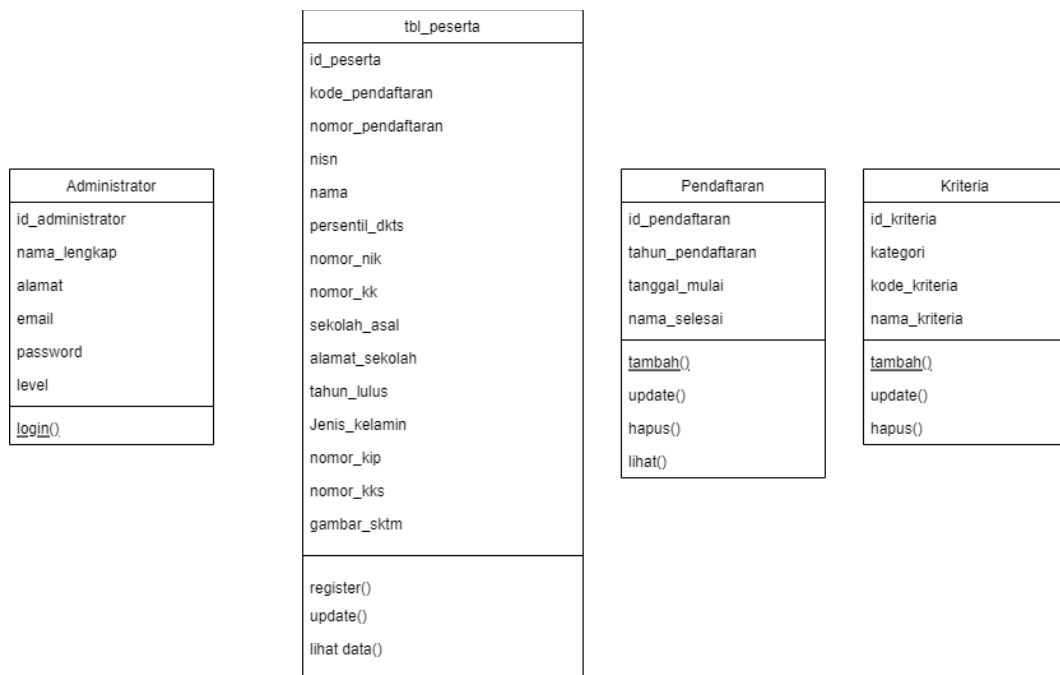 Administrator
id_administrator
nama_lengkap
alamat
email
password
level
login()
tbl_peserta
id_peserta
kode_pendaftaran
nomor_pendaftaran
nisn
nama
persentil_dkts
nomor_nik
nomor_kk
sekolah_asal
alamat_sekolah
tahun_lulus
Jenis_kelamin
nomor_kip
nomor_kks
gambar_sktm
register()
update()
lihat data()
Pendaftaran
id_pendaftaran
tahun_pendaftaran
tanggal_mulai
nama_selesai
tambah()
update()
hapus()
lihat()
Kriteria
id_kriteria
kategori
kode_kriteria
nama_kriteria
tambah()
update()
hapus()